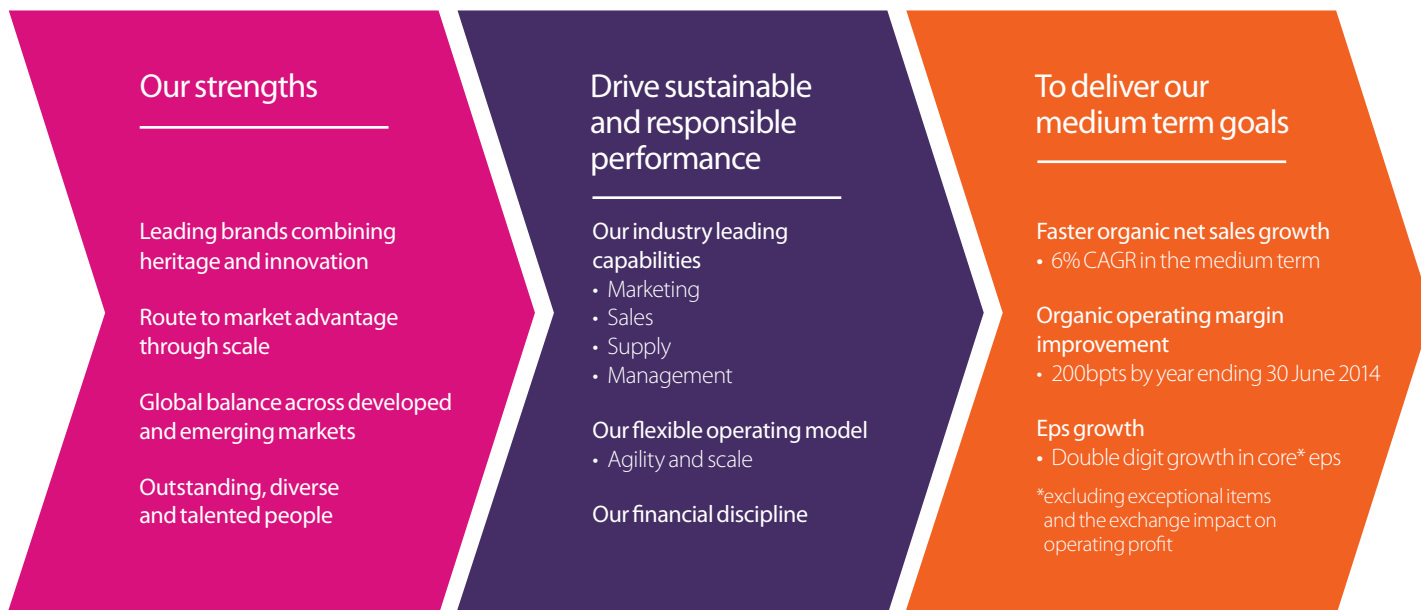 Our strengths
Leading brands combining
heritage and innovation
Route to market advantage
through scale
Global balance across developed
and emerging markets
Outstanding, diverse
and talented people
Drive sustainable
and responsible
performance
Our industry leading
capabilities
• Marketing
• Sales
• Supply
• Management
Our flexible operating model
• Agility and scale
Our financial discipline
To deliver our
medium term goals
Faster organic net sales growth
• 6% CAGR in the medium term
Organic operating margin
improvement
• 200bpts by year ending 30 June 2014
Eps growth
• Double digit growth in core* eps
*excluding exceptional items
and the exchange impact on
operating profit